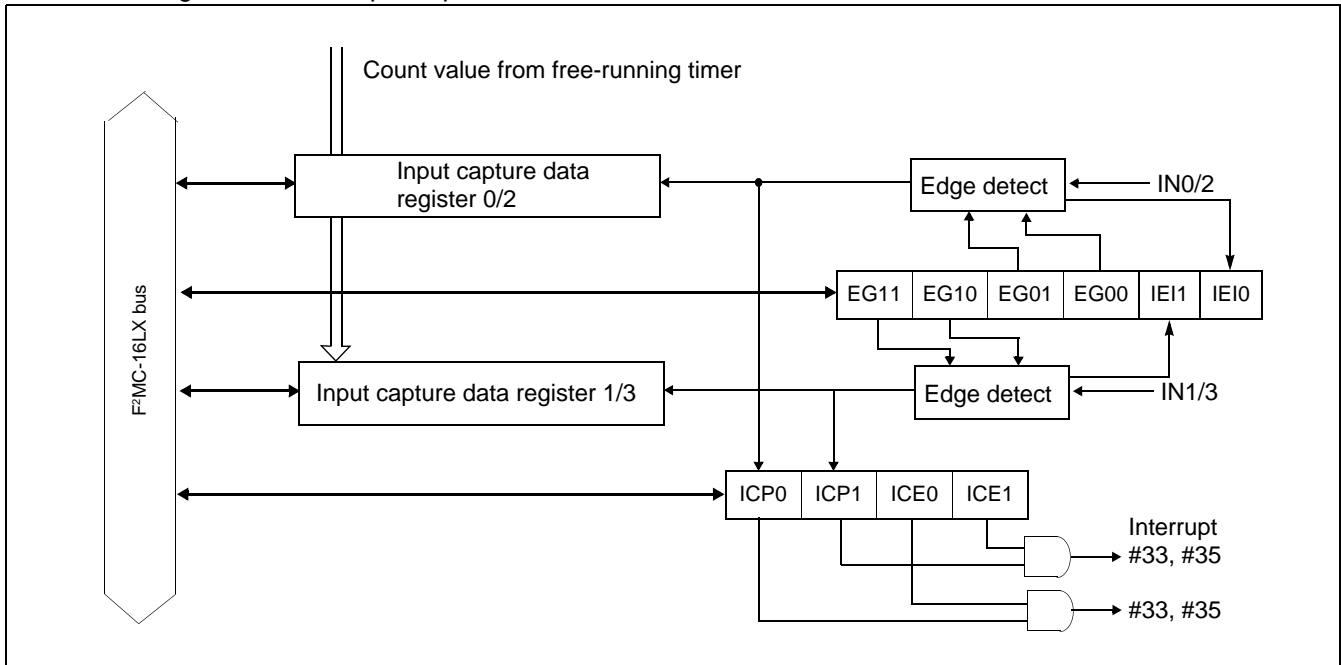 Count value from free-running timer
Input capture data
register 0/2
Edge detect
IN0/2
EG11 EG10 EG01 EG00 IEI1 IEI0
F²MC-16LX bus
Input capture data register 1/3
Edge detect
IN1/3
ICP0 ICP1 ICE0 ICE1
Interrupt
#33, #35
#33, #35